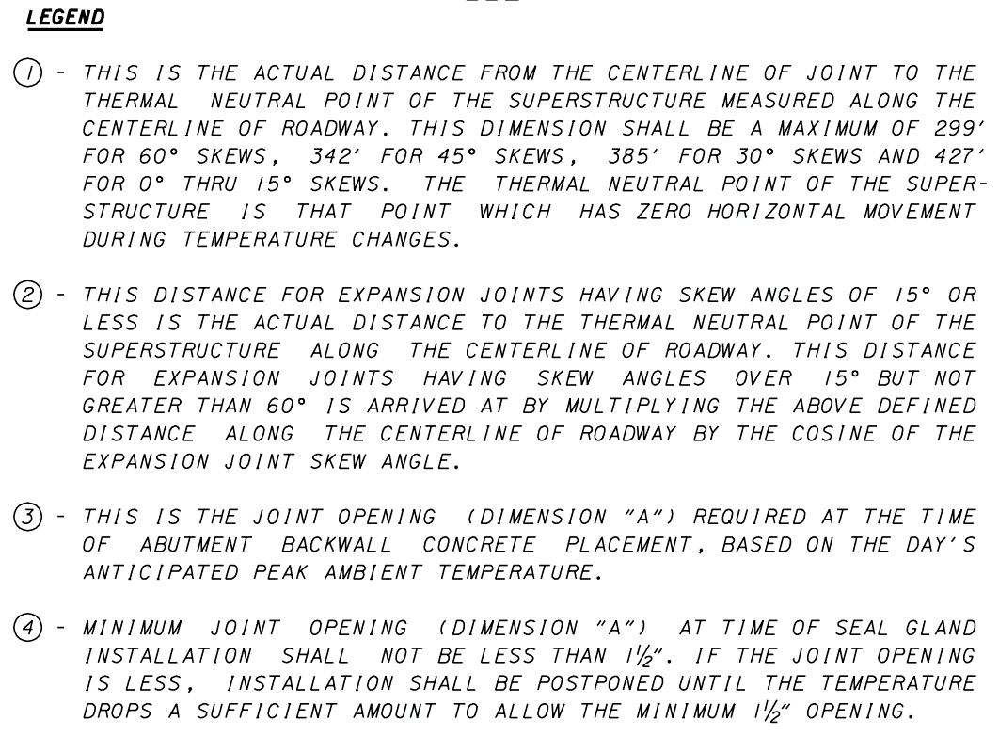 LEGEND
① - THIS IS THE ACTUAL DISTANCE FROM THE CENTERLINE OF JOINT TO THE
THERMAL NEUTRAL POINT OF THE SUPERSTRUCTURE MEASURED ALONG THE
CENTERLINE OF ROADWAY. THIS DIMENSION SHALL BE A MAXIMUM OF 299'
FOR 60° SKEWS, 342' FOR 45° SKEWS, 385' FOR 30° SKEWS AND 427'
FOR 0° THRU 15° SKEWS. THE THERMAL NEUTRAL POINT OF THE SUPER-
STRUCTURE IS THAT POINT WHICH HAS ZERO HORIZONTAL MOVEMENT
DURING TEMPERATURE CHANGES.
② - THIS DISTANCE FOR EXPANSION JOINTS HAVING SKEW ANGLES OF 15° OR
LESS IS THE ACTUAL DISTANCE TO THE THERMAL NEUTRAL POINT OF THE
SUPERSTRUCTURE ALONG THE CENTERLINE OF ROADWAY. THIS DISTANCE
FOR EXPANSION JOINTS HAVING SKEW ANGLES OVER 15° BUT NOT
GREATER THAN 60° IS ARRIVED AT BY MULTIPLYING THE ABOVE DEFINED
DISTANCE ALONG THE CENTERLINE OF ROADWAY BY THE COSINE OF THE
EXPANSION JOINT SKEW ANGLE.
③ - THIS IS THE JOINT OPENING (DIMENSION "A") REQUIRED AT THE TIME
OF ABUTMENT BACKWALL CONCRETE PLACEMENT, BASED ON THE DAY'S
ANTICIPATED PEAK AMBIENT TEMPERATURE.
④ - MINIMUM JOINT OPENING (DIMENSION "A") AT TIME OF SEAL GLAND
INSTALLATION SHALL NOT BE LESS THAN 1½". IF THE JOINT OPENING
IS LESS, INSTALLATION SHALL BE POSTPONED UNTIL THE TEMPERATURE
DROPS A SUFFICIENT AMOUNT TO ALLOW THE MINIMUM 1½" OPENING.